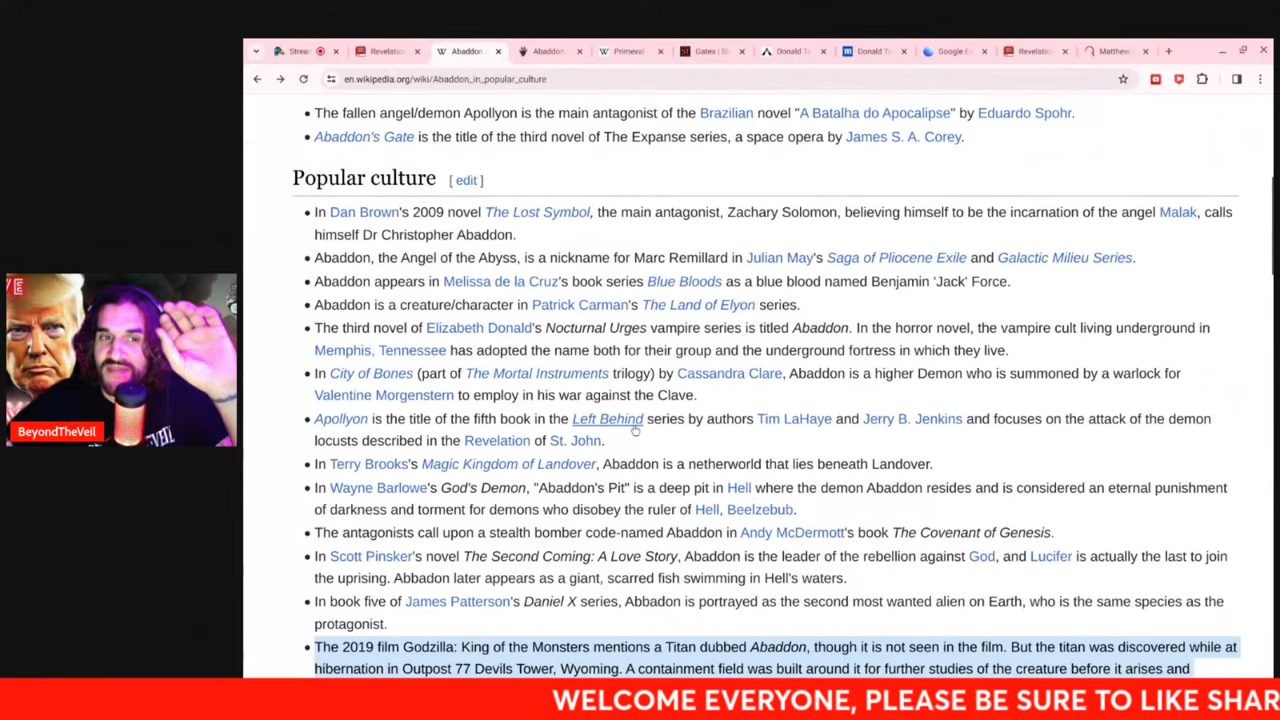 Stream
Revelation
Abaddon
Abaddon
Primeval
Gates | St
Donald T
Donald T
Google E
Revelation
Matthew
en.wikipedia.org/wiki/Abaddon_in_popular_culture
• The fallen angel/demon Apollyon is the main antagonist of the Brazilian novel "A Batalha do Apocalipse" by Eduardo Spohr.
• Abaddon's Gate is the title of the third novel of The Expanse series, a space opera by James S. A. Corey.
Popular culture [ edit ]
• In Dan Brown's 2009 novel The Lost Symbol, the main antagonist, Zachary Solomon, believing himself to be the incarnation of the angel Malak, calls
himself Dr Christopher Abaddon.
• Abaddon, the Angel of the Abyss, is a nickname for Marc Remillard in Julian May's Saga of Pliocene Exile and Galactic Milieu Series.
• Abaddon appears in Melissa de la Cruz's book series Blue Bloods as a blue blood named Benjamin 'Jack' Force.
• Abaddon is a creature/character in Patrick Carman's The Land of Elyon series.
• The third novel of Elizabeth Donald's Nocturnal Urges vampire series is titled Abaddon. In the horror novel, the vampire cult living underground in
Memphis, Tennessee has adopted the name both for their group and the underground fortress in which they live.
• In City of Bones (part of The Mortal Instruments trilogy) by Cassandra Clare, Abaddon is a higher Demon who is summoned by a warlock for
Valentine Morgenstern to employ in his war against the Clave.
• Apollyon is the title of the fifth book in the Left Behind series by authors Tim LaHaye and Jerry B. Jenkins and focuses on the attack of the demon
locusts described in the Revelation of St. John.
• In Terry Brooks's Magic Kingdom of Landover, Abaddon is a netherworld that lies beneath Landover.
• In Wayne Barlowe's God's Demon, "Abaddon's Pit" is a deep pit in Hell where the demon Abaddon resides and is considered an eternal punishment
of darkness and torment for demons who disobey the ruler of Hell, Beelzebub.
• The antagonists call upon a stealth bomber code-named Abaddon in Andy McDermott's book The Covenant of Genesis.
• In Scott Pinsker's novel The Second Coming: A Love Story, Abaddon is the leader of the rebellion against God, and Lucifer is actually the last to join
the uprising. Abbadon later appears as a giant, scarred fish swimming in Hell's waters.
• In book five of James Patterson's Daniel X series, Abbadon is portrayed as the second most wanted alien on Earth, who is the same species as the
protagonist.
• The 2019 film Godzilla: King of the Monsters mentions a Titan dubbed Abaddon, though it is not seen in the film. But the titan was discovered while at
hibernation in Outpost 77 Devils Tower, Wyoming. A containment field was built around it for further studies of the creature before it arises and
BeyondTheVeil
WELCOME EVERYONE, PLEASE BE SURE TO LIKE SHAR